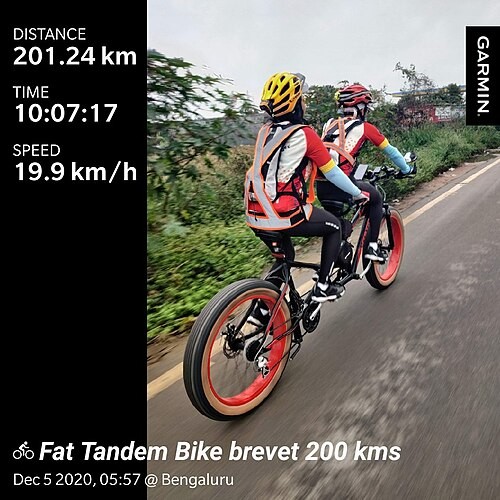 DISTANCE
201.24 km
TIME
10:07:17
SPEED
19.9 km/h
GARMIN.
Fat Tandem Bike brevet 200 kms
Dec 5 2020, 05:57 @ Bengaluru